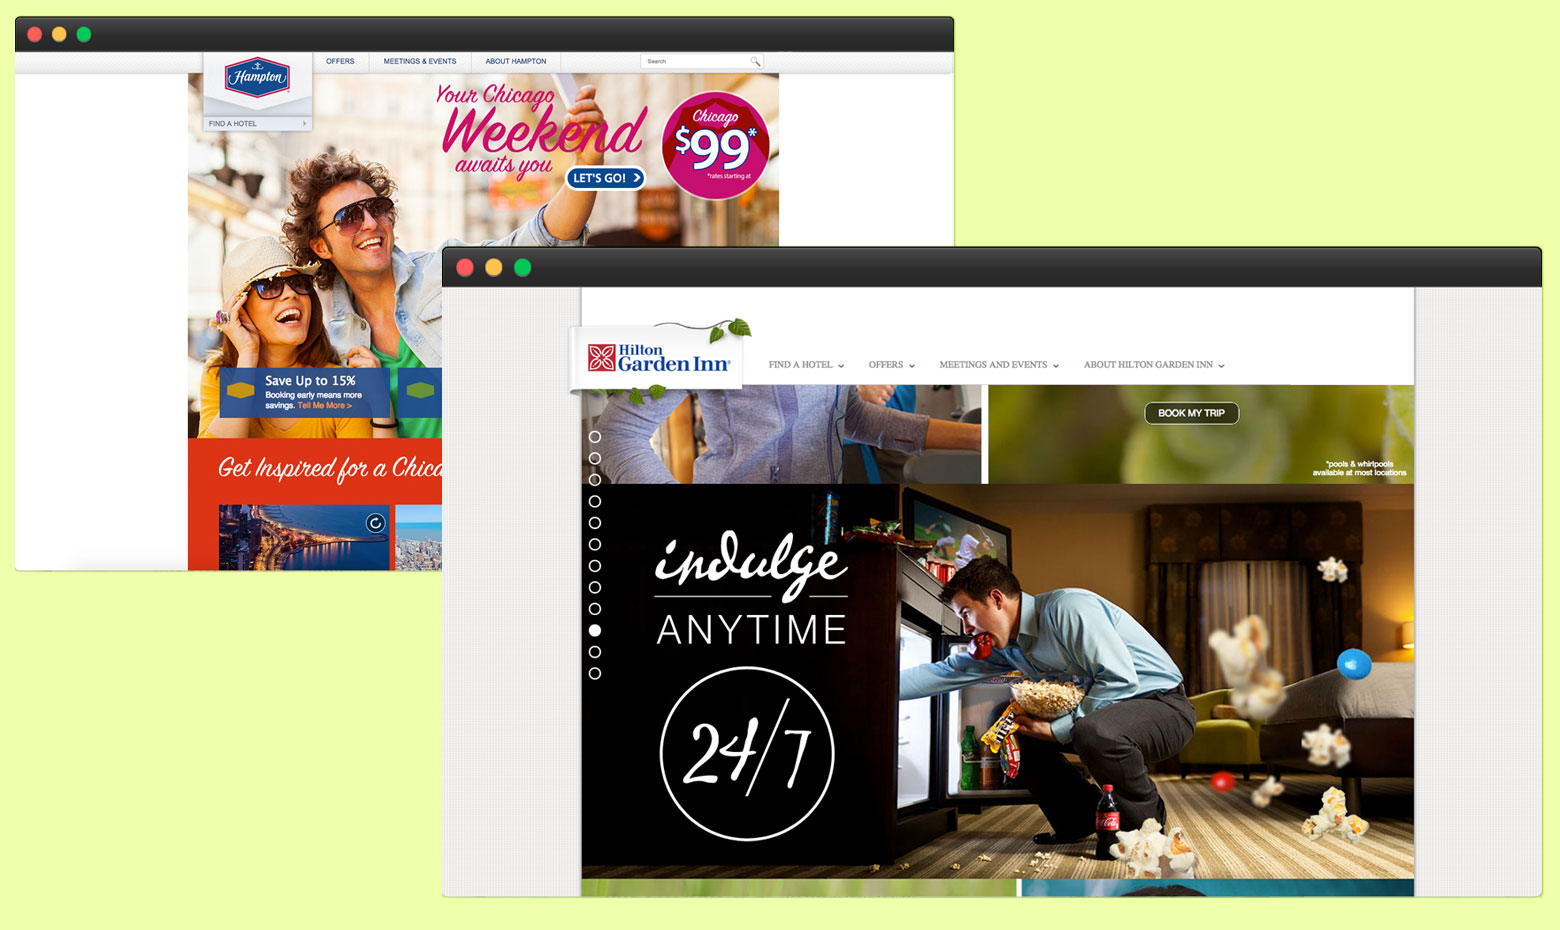 Hampton
OFFERS
MEETINGS & EVENTS
ABOUT HAMPTON
Search
FIND A HOTEL
Your Chicago
Weekend
awaits you
LET'S GO!
Chicago
$99*
*rates starting at
Save Up to 15%
Booking early means more
savings. Tell Me More >
Get Inspired for a Chica
Hilton
Garden Inn®
FIND A HOTEL
OFFERS
MEETINGS AND EVENTS
ABOUT HILTON GARDEN INN
BOOK MY TRIP
*pools & whirlpools
available at most locations
indulge
ANYTIME
24/7
m&m's
Coca-Cola